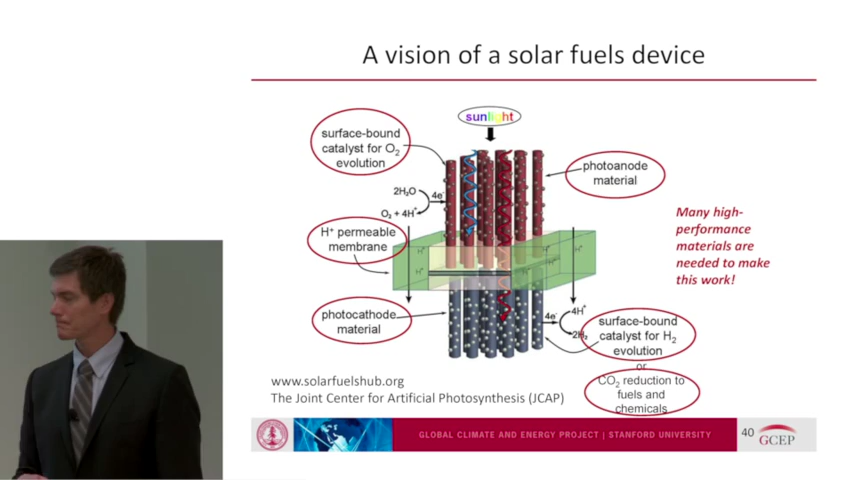 A vision of a solar fuels device
sunlight
surface-bound
catalyst for O₂
evolution
photoanode
material
2H₂O
4e⁻
O₂ + 4H⁺
Many high-
performance
materials are
needed to make
this work!
H⁺ permeable
membrane
H⁺
H⁺
H⁺
H⁺
H⁺
H⁺
photocathode
material
4e⁻
4H⁺
2H₂
surface-bound
catalyst for H₂
evolution
or
CO₂ reduction to
fuels and
chemicals
www.solarfuelshub.org
The Joint Center for Artificial Photosynthesis (JCAP)
GLOBAL CLIMATE AND ENERGY PROJECT | STANFORD UNIVERSITY
40
GCEP